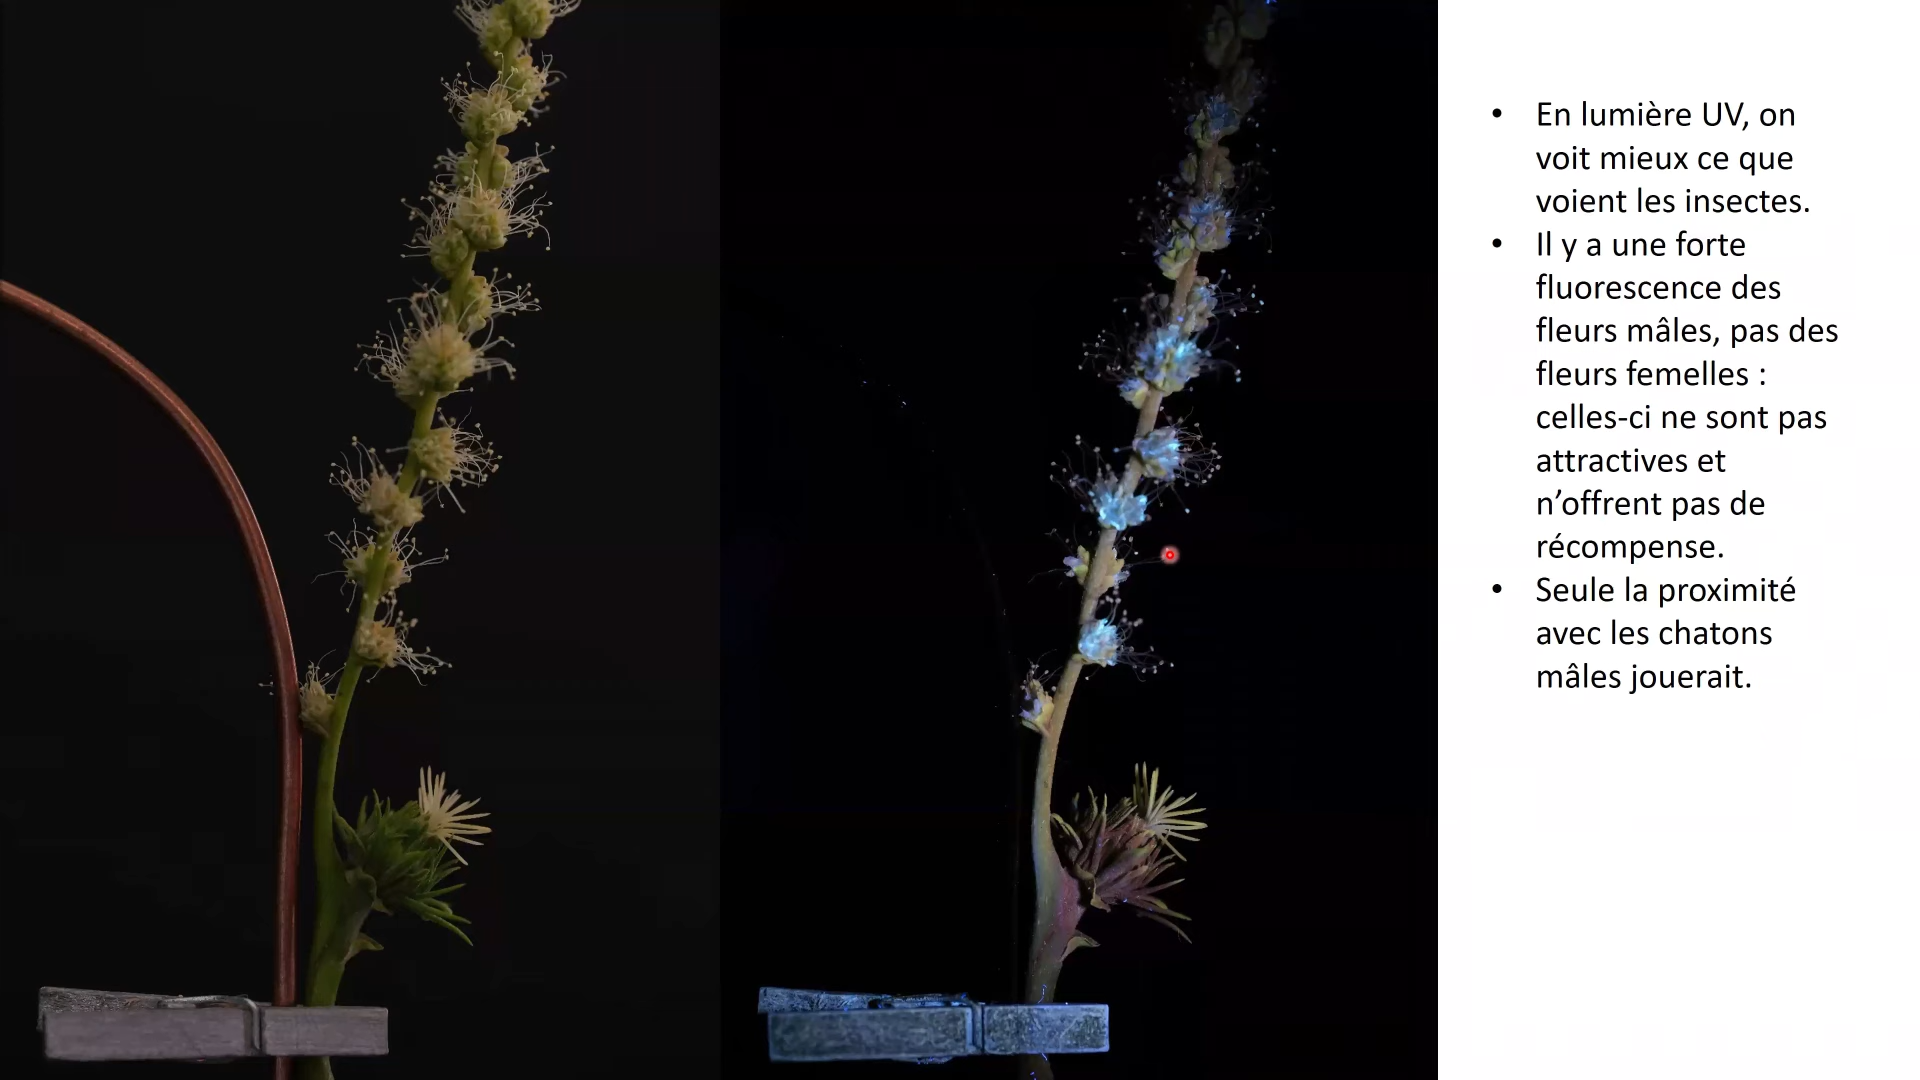 • En lumière UV, on
voit mieux ce que
voient les insectes.
• Il y a une forte
fluorescence des
fleurs mâles, pas des
fleurs femelles :
celles-ci ne sont pas
attractives et
n’offrent pas de
récompense.
• Seule la proximité
avec les chatons
mâles jouerait.